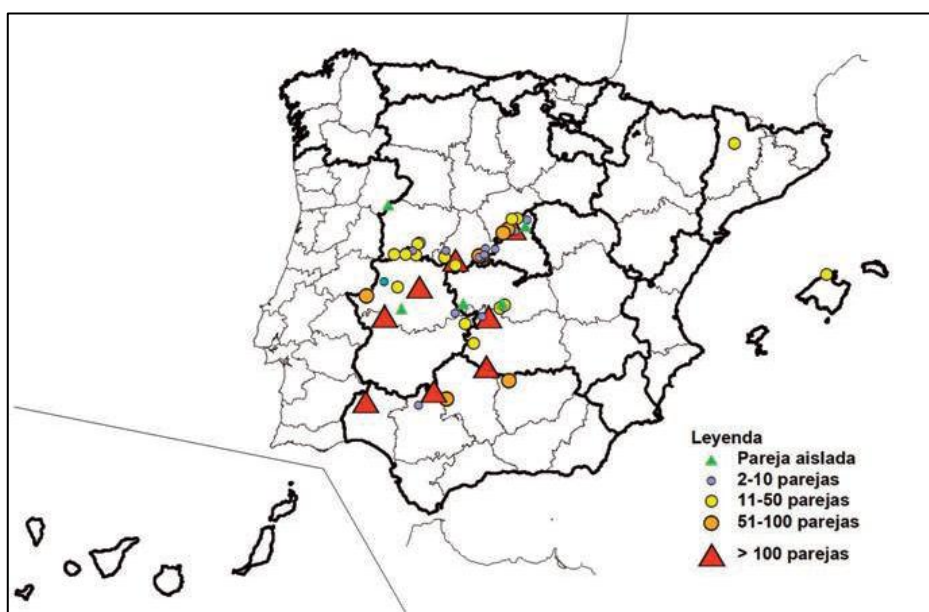 Leyenda
Pareja aislada
2-10 parejas
11-50 parejas
51-100 parejas
> 100 parejas